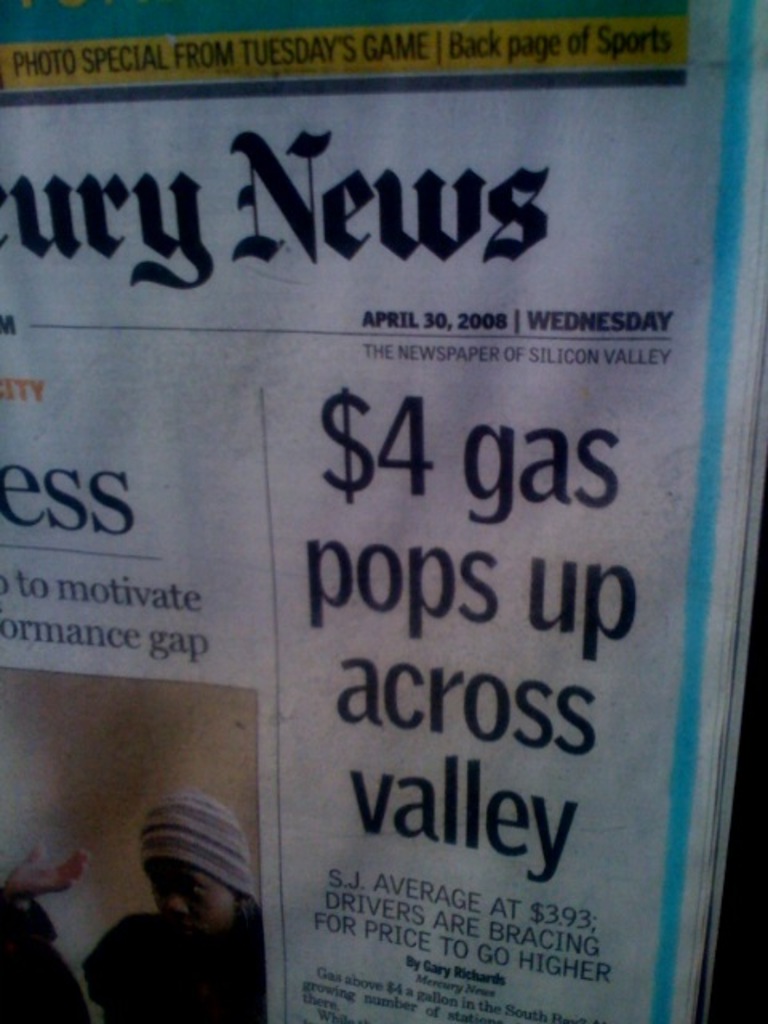 PHOTO SPECIAL FROM TUESDAY'S GAME | Back page of Sports
ury News
M
APRIL 30, 2008 | WEDNESDAY
THE NEWSPAPER OF SILICON VALLEY
CITY
ess
to motivate
ormance gap
$4 gas
pops up
across
valley
S.J. AVERAGE AT $3.93;
DRIVERS ARE BRACING
FOR PRICE TO GO HIGHER
By Gary Richards
Mercury News
Gas above $4 a gallon in the South Bay?
growing number of stations
there.